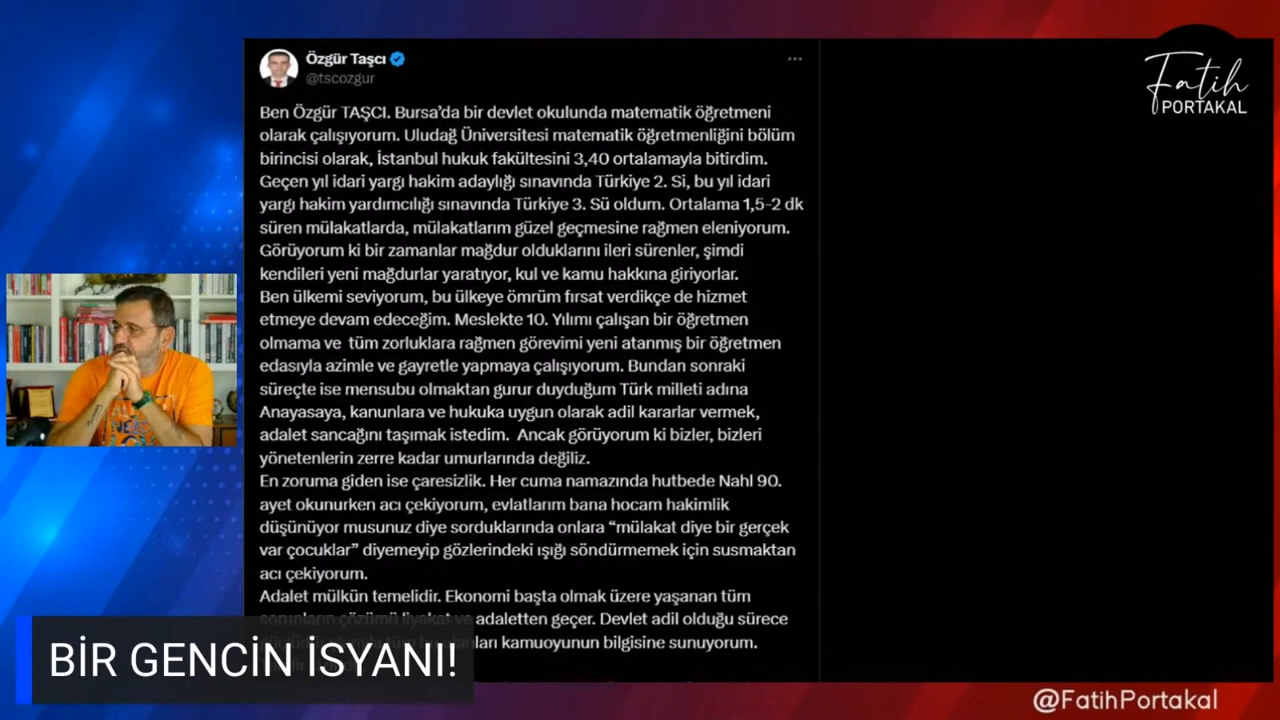 Özgür Taşcı
@tscozgur
Ben Özgür TAŞCI. Bursa’da bir devlet okulunda matematik öğretmeni
olarak çalışıyorum. Uludağ Üniversitesi matematik öğretmenliğini bölüm
birincisi olarak, İstanbul hukuk fakültesini 3,40 ortalamayla bitirdim.
Geçen yıl idari yargı hakim adaylığı sınavında Türkiye 2. Si, bu yıl idari
yargı hakim yardımcılığı sınavında Türkiye 3. Sü oldum. Ortalama 1,5-2 dk
süren mülakatlarda, mülakatlarım güzel geçmesine rağmen eleniyorum.
Görüyorum ki bir zamanlar mağdur olduklarını ileri sürenler, şimdi
kendileri yeni mağdurlar yaratıyor, kul ve kamu hakkına giriyorlar.
Ben ülkemi seviyorum, bu ülkeye ömrüm fırsat verdikçe de hizmet
etmeye devam edeceğim. Meslekte 10. Yılımı çalışan bir öğretmen
olmama ve tüm zorluklara rağmen görevimi yeni atanmış bir öğretmen
edasıyla azimle ve gayretle yapmaya çalışıyorum. Bundan sonraki
süreçte ise mensubu olmaktan gurur duyduğum Türk milleti adına
Anayasaya, kanunlara ve hukuka uygun olarak adil kararlar vermek,
adalet sancağını taşımak istedim. Ancak görüyorum ki bizler, bizleri
yönetenlerin zerre kadar umurlarında değiliz.
En zoruma giden ise çaresizlik. Her cuma namazında hutbede Nahl 90.
ayet okunurken acı çekiyorum, evlatlarım bana hocam hakimlik
düşünüyor musunuz diye sorduklarında onlara “mülakat diye bir gerçek
var çocuklar” diyemeyip gözlerindeki ışığı söndürmemek için susmaktan
acı çekiyorum.
Adalet mülkün temelidir. Ekonomi başta olmak üzere yaşanan tüm
sorunların çözümü liyakat ve adaletten geçer. Devlet adil olduğu sürece
kamuoyunun bilgisine sunuyorum.
BİR GENCİN İSYANI!
Fatih
PORTAKAL
@FatihPortakal